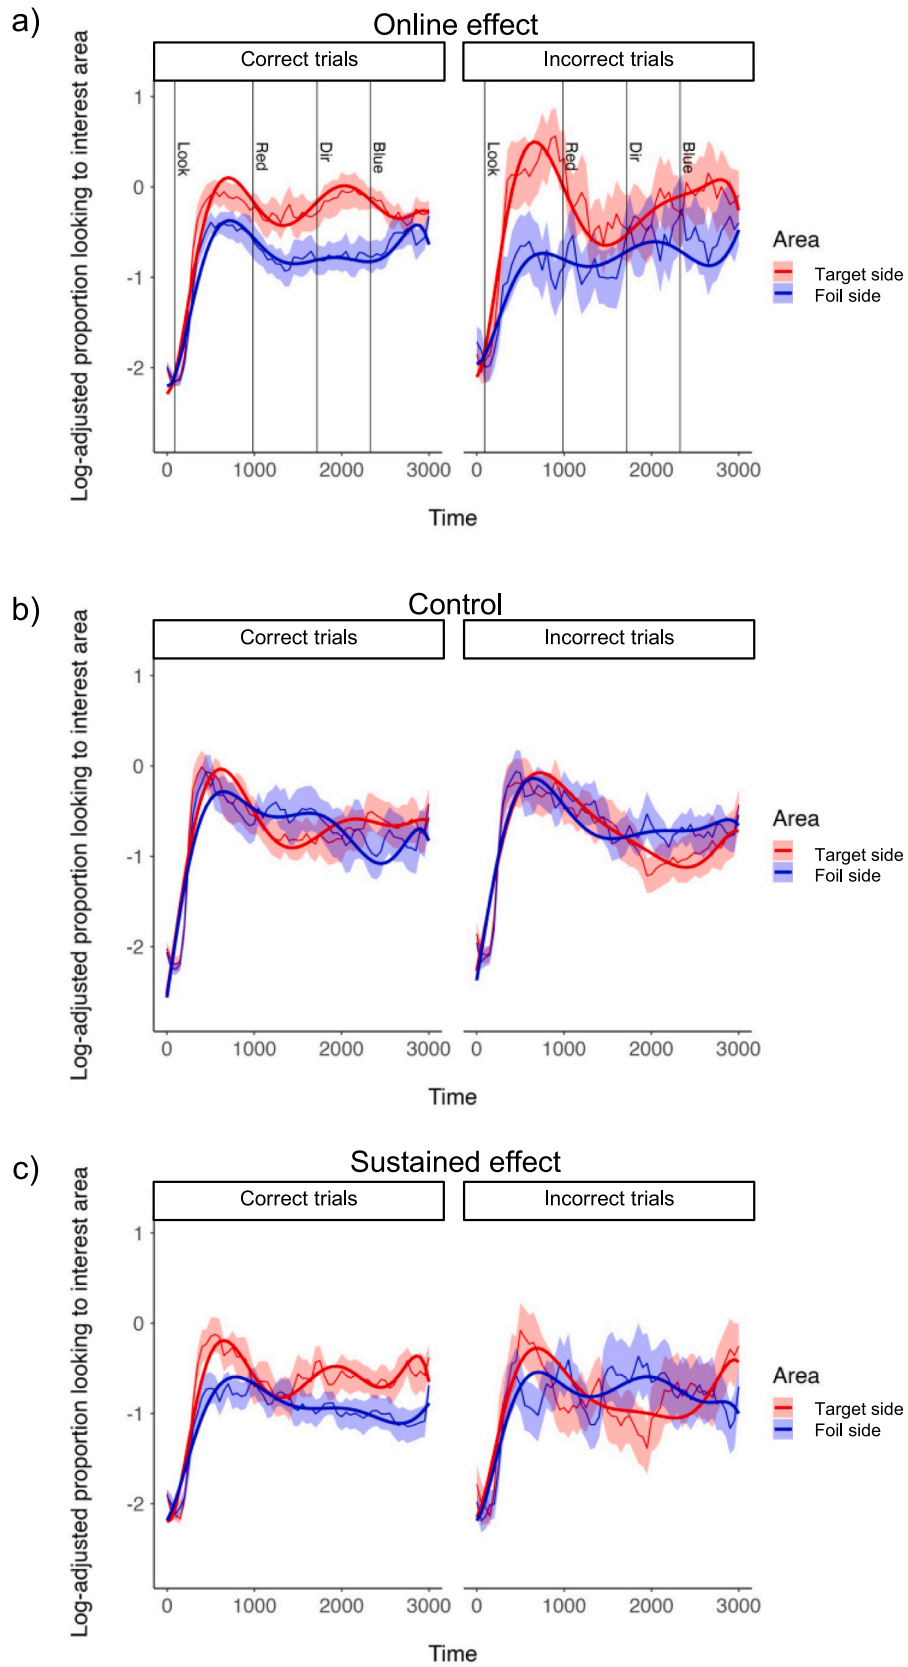 a)
Online effect
Correct trials
Incorrect trials
Log-adjusted proportion looking to interest area
1
0
-1
-2
Look
Red
Dir
Blue
Look
Red
Dir
Blue
0 1000 2000 3000
0 1000 2000 3000
Time
Area
Target side
Foil side
b)
Control
Correct trials
Incorrect trials
Log-adjusted proportion looking to interest area
1
0
-1
-2
0 1000 2000 3000
0 1000 2000 3000
Time
Area
Target side
Foil side
c)
Sustained effect
Correct trials
Incorrect trials
Log-adjusted proportion looking to interest area
1
0
-1
-2
0 1000 2000 3000
0 1000 2000 3000
Time
Area
Target side
Foil side